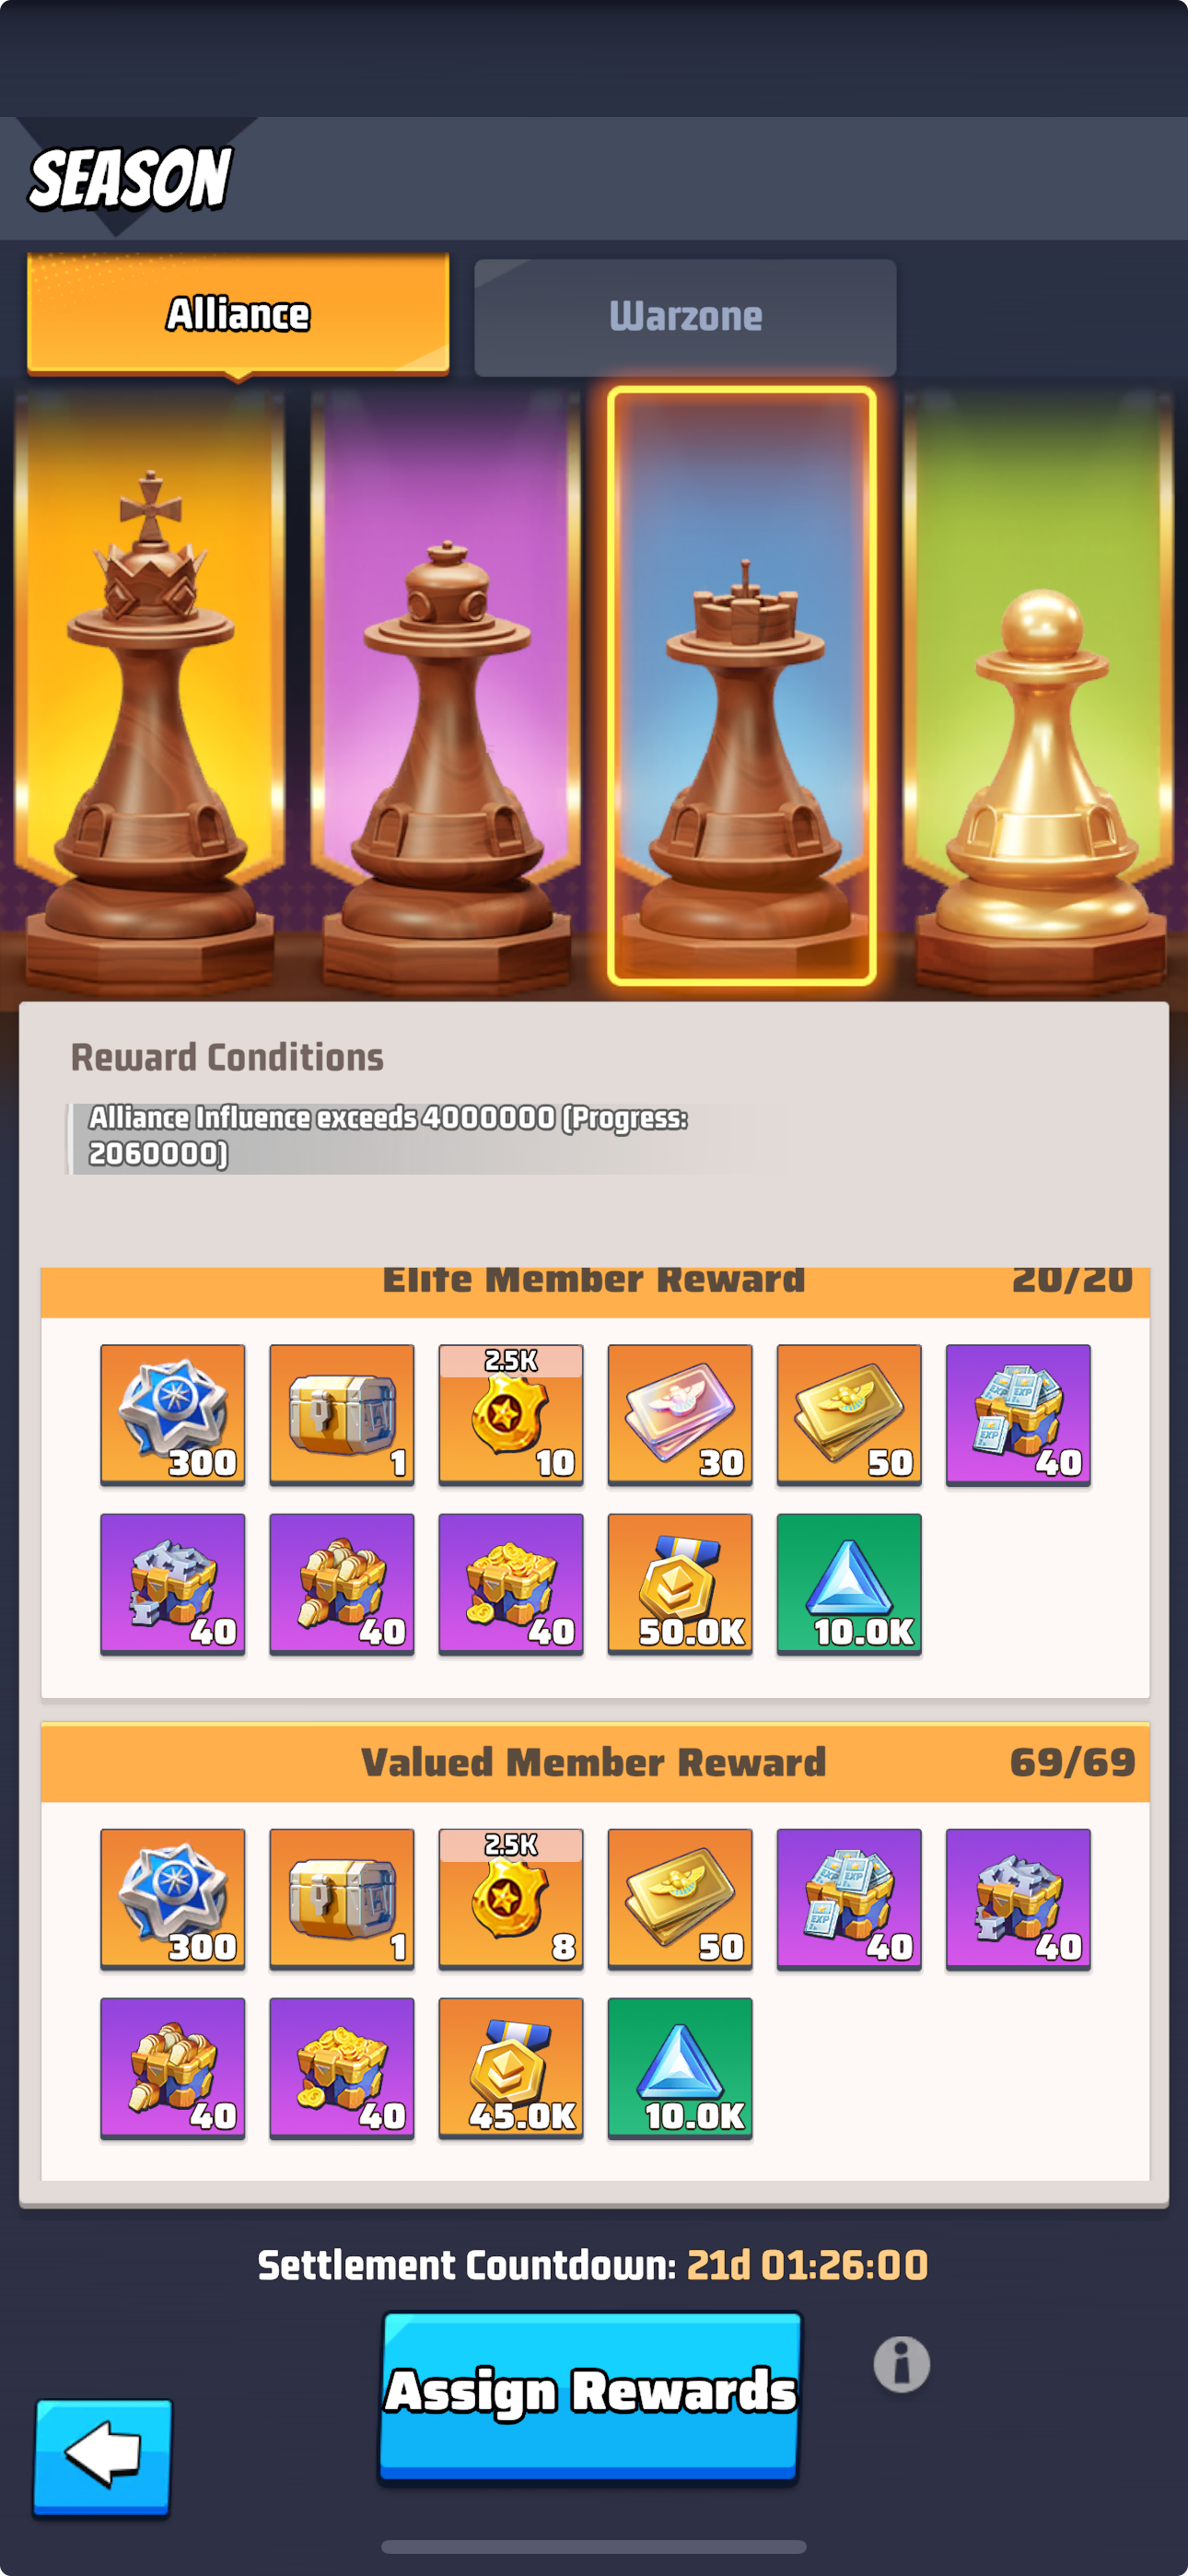 SEASON
Alliance
Warzone
Reward Conditions
Alliance Influence exceeds 4000000 (Progress:
2060000)
Elite Member Reward 20/20
300 1 2.5K 10 30 50 40
40 40 40 50.0K 10.0K
Valued Member Reward 69/69
300 1 2.5K 8 50 40 40
40 40 45.0K 10.0K
Settlement Countdown: 21d 01:26:00
Assign Rewards